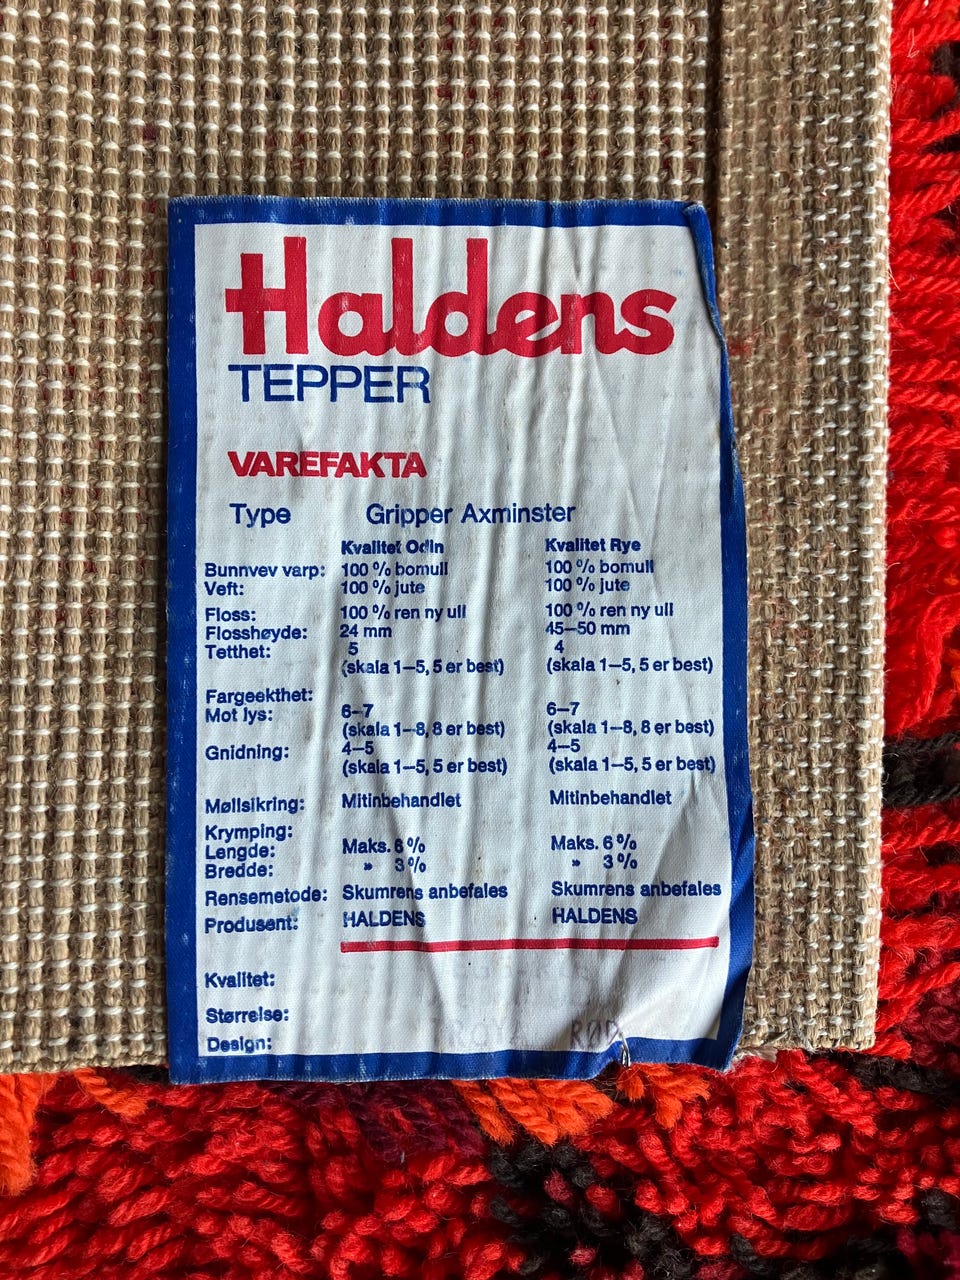 Haldens
TEPPER
VAREFAKTA
Type Gripper Axminster
Kvalitet Odin Kvalitet Rye
Bunnvev varp: 100 % bomull 100 % bomull
Veft: 100 % jute 100 % jute
Floss: 100 % ren ny ull 100 % ren ny ull
Flosshøyde: 24 mm 45–50 mm
Tetthet: 5 4
(skala 1–5, 5 er best) (skala 1–5, 5 er best)
Fargeekthet:
Mot lys: 6–7 6–7
(skala 1–8, 8 er best) (skala 1–8, 8 er best)
Gnidning: 4–5 4–5
(skala 1–5, 5 er best) (skala 1–5, 5 er best)
Møllsikring: Mitinbehandlet Mitinbehandlet
Krymping:
Lengde: Maks. 6 % Maks. 6 %
Bredde: » 3 % » 3 %
Rensemetode: Skumrens anbefales Skumrens anbefales
Produsent: HALDENS HALDENS
Kvalitet:
Størrelse:
Design: RØD